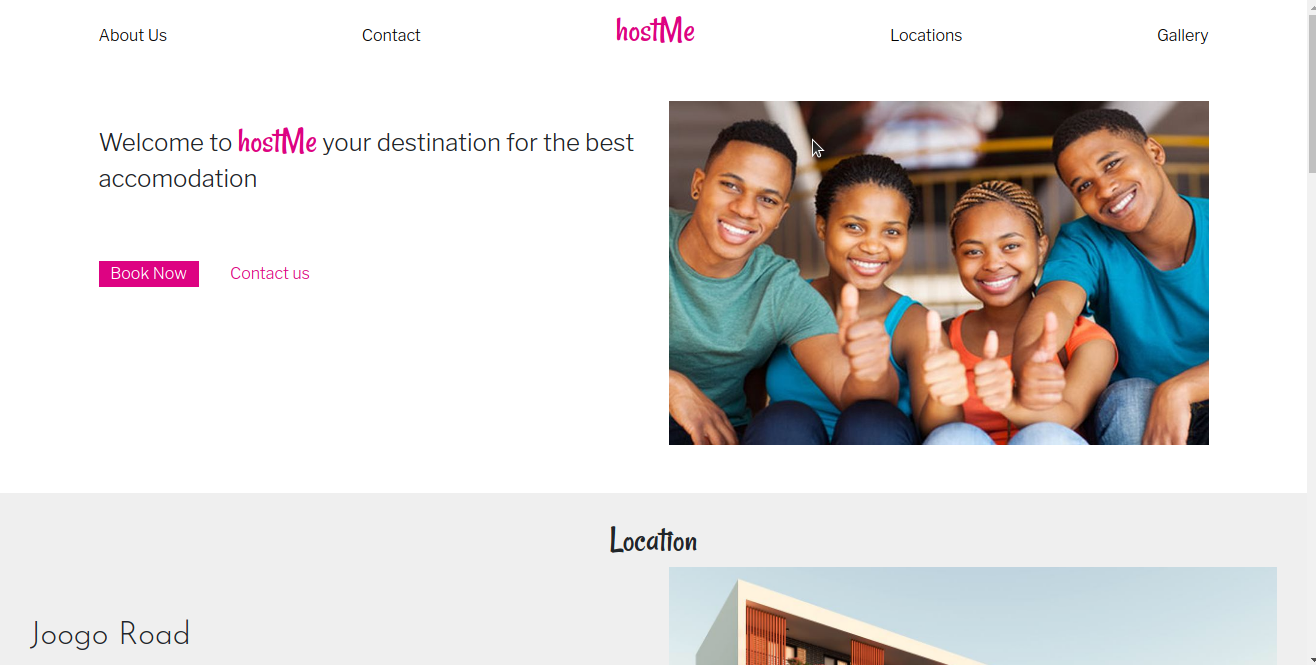 About Us
Contact
hostMe
Locations
Gallery
Welcome to hostMe your destination for the best
accomodation
Book Now
Contact us
Location
Joogo Road